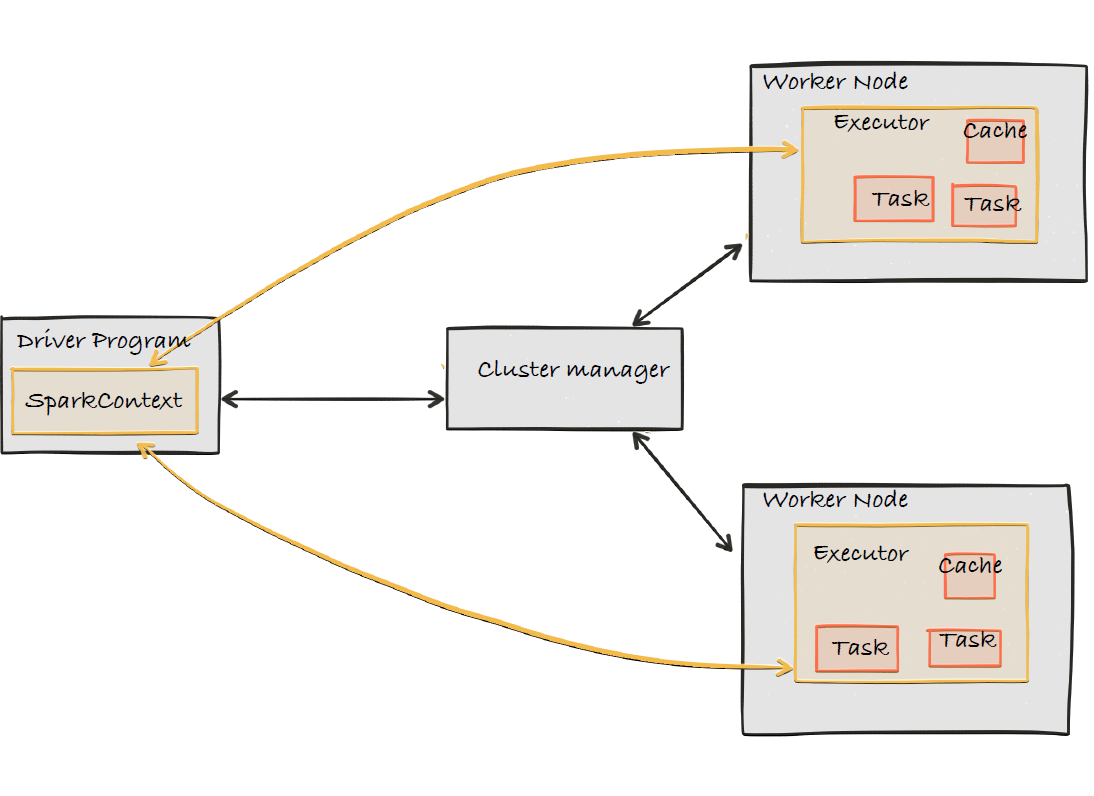 Worker Node
Executor
Cache
Task
Task
Driver Program
SparkContext
Cluster manager
Worker Node
Executor
Cache
Task
Task